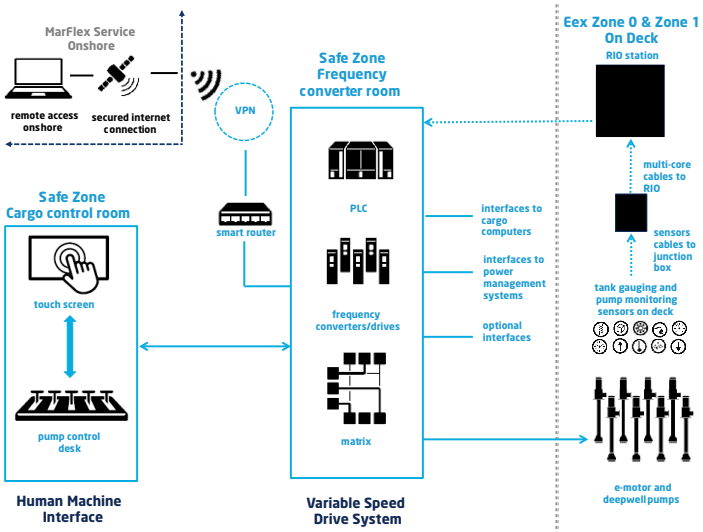 MarFlex Service
Onshore
remote access
onshore
secured internet
connection
VPN
smart router
Safe Zone
Cargo control room
touch screen
pump control
desk
Human Machine
Interface
Safe Zone
Frequency
converter room
PLC
frequency
converters/drives
matrix
Variable Speed
Drive System
interfaces to
cargo
computers
interfaces to
power
management
systems
optional
interfaces
Eex Zone 0 & Zone 1
On Deck
RIO station
multi-core
cables to
RIO
sensors
cables to
junction
box
tank gauging and
pump monitoring
sensors on deck
e-motor and
deepwell pumps